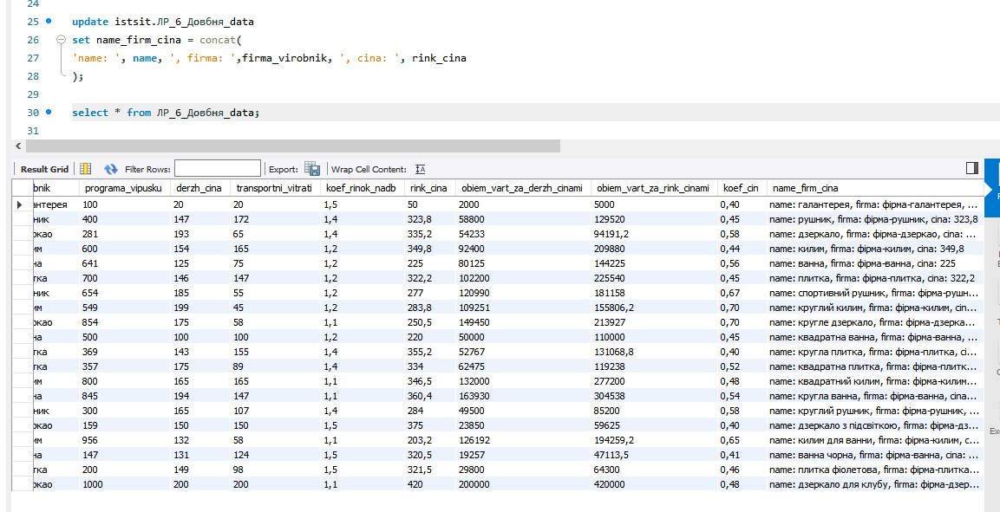 24
25 update istsit.ЛР_6_Довбня_data
26 set name_firm_cina = concat(
27 'name: ', name, ', firma: ',firma_virobnik, ', cina: ', rink_cina
28 );
29
30 select * from ЛР_6_Довбня_data;
31
Result Grid Filter Rows: Export: Wrap Cell Content: IA
bnik programa_vipusku derzh_cina transportni_vitrati koef_rinok_nadb rink_cina obiem_vart_za_derzh_cinami obiem_vart_za_rink_cinami koef_cin name_firm_cina
антерея 100 20 20 1,5 50 2000 5000 0,40 name: галантерея, firma: фірма-галантерея, ...
ник 400 147 172 1,4 323,8 58800 129520 0,45 name: рушник, firma: фірма-рушник, cina: 323,8
ркао 281 193 65 1,4 335,2 54233 94191,2 0,58 name: дзеркало, firma: фірма-дзеркао, cina: ...
им 600 154 165 1,2 349,8 92400 209880 0,44 name: килим, firma: фірма-килим, cina: 349,8
на 641 125 75 1,2 225 80125 144225 0,56 name: ванна, firma: фірма-ванна, cina: 225
тка 700 146 147 1,2 322,2 102200 225540 0,45 name: плитка, firma: фірма-плитка, cina: 322,2
ник 654 185 55 1,2 277 120990 181158 0,67 name: спортивний рушник, firma: фірма-рушн...
им 549 199 45 1,2 283,8 109251 155806,2 0,70 name: круглий килим, firma: фірма-килим, cin...
ркао 854 175 58 1,1 250,5 149450 213927 0,70 name: кругле дзеркало, firma: фірма-дзерка...
на 500 100 100 1,2 220 50000 110000 0,45 name: квадратна ванна, firma: фірма-ванна, ...
тка 369 143 155 1,4 355,2 52767 131068,8 0,40 name: кругла плитка, firma: фірма-плитка, ci...
тка 357 175 89 1,4 334 62475 119238 0,52 name: квадратна плитка, firma: фірма-плитк...
им 800 165 165 1,1 346,5 132000 277200 0,48 name: квадратний килим, firma: фірма-килим...
на 845 194 147 1,1 360,4 163930 304538 0,54 name: кругла ванна, firma: фірма-ванна, cina...
ник 300 165 107 1,4 284 49500 85200 0,58 name: круглий рушник, firma: фірма-рушник, ...
ркао 159 150 150 1,5 375 23850 59625 0,40 name: дзеркало з підсвіткою, firma: фірма-дз...
им 956 132 58 1,1 203,2 126192 194259,2 0,65 name: килим для ванни, firma: фірма-килим, c...
на 147 131 124 1,5 320,5 19257 47113,5 0,41 name: ванна чорна, firma: фірма-ванна, cina: ...
тка 200 149 98 1,5 321,5 29800 64300 0,46 name: плитка фіолетова, firma: фірма-плитка...
ркао 1000 200 200 1,1 420 200000 420000 0,48 name: дзеркало для клубу, firma: фірма-дзер...